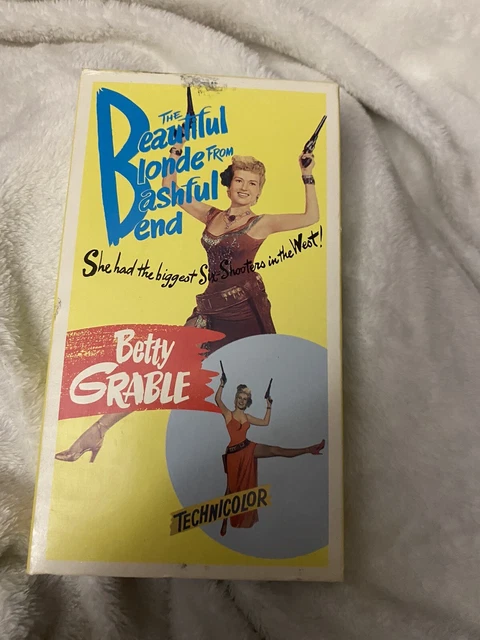 THE
Beautiful
Blonde FROM
Bashful
Bend
She had the biggest Six-Shooters in the West!
Betty
GRABLE
TECHNICOLOR